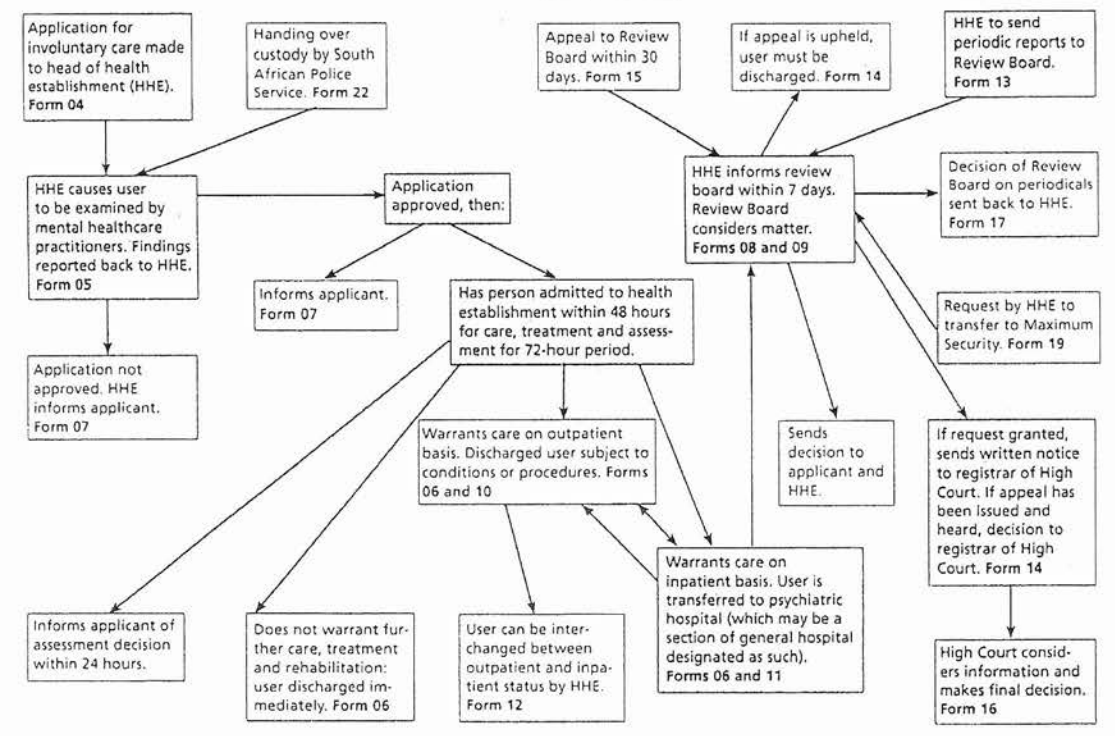 Application for
involuntary care made
to head of health
establishment (HHE).
Form 04
Handing over
custody by South
African Police
Service. Form 22
Appeal to Review
Board within 30
days. Form 15
If appeal is upheld,
user must be
discharged. Form 14
HHE to send
periodic reports to
Review Board.
Form 13
HHE causes user
to be examined by
mental healthcare
practitioners. Findings
reported back to HHE.
Form 05
Application
approved, then:
HHE informs review
board within 7 days.
Review Board
considers matter.
Forms 08 and 09
Decision of Review
Board on periodicals
sent back to HHE.
Form 17
Informs applicant.
Form 07
Has person admitted to health
establishment within 48 hours
for care, treatment and assess-
ment for 72-hour period.
Request by HHE to
transfer to Maximum
Security. Form 19
Application not
approved. HHE
informs applicant.
Form 07
Warrants care on outpatient
basis. Discharged user subject to
conditions or procedures. Forms
06 and 10
Sends
decision to
applicant and
HHE.
If request granted,
sends written notice
to registrar of High
Court. If appeal has
been issued and
heard, decision to
registrar of High
Court. Form 14
Informs applicant of
assessment decision
within 24 hours.
Does not warrant fur-
ther care, treatment
and rehabilitation:
user discharged im-
mediately. Form 06
User can be inter-
changed between
outpatient and inpa-
tient status by HHE.
Form 12
Warrants care on
inpatient basis. User is
transferred to psychiatric
hospital (which may be a
section of general hospital
designated as such).
Forms 06 and 11
High Court consid-
ers information and
makes final decision.
Form 16